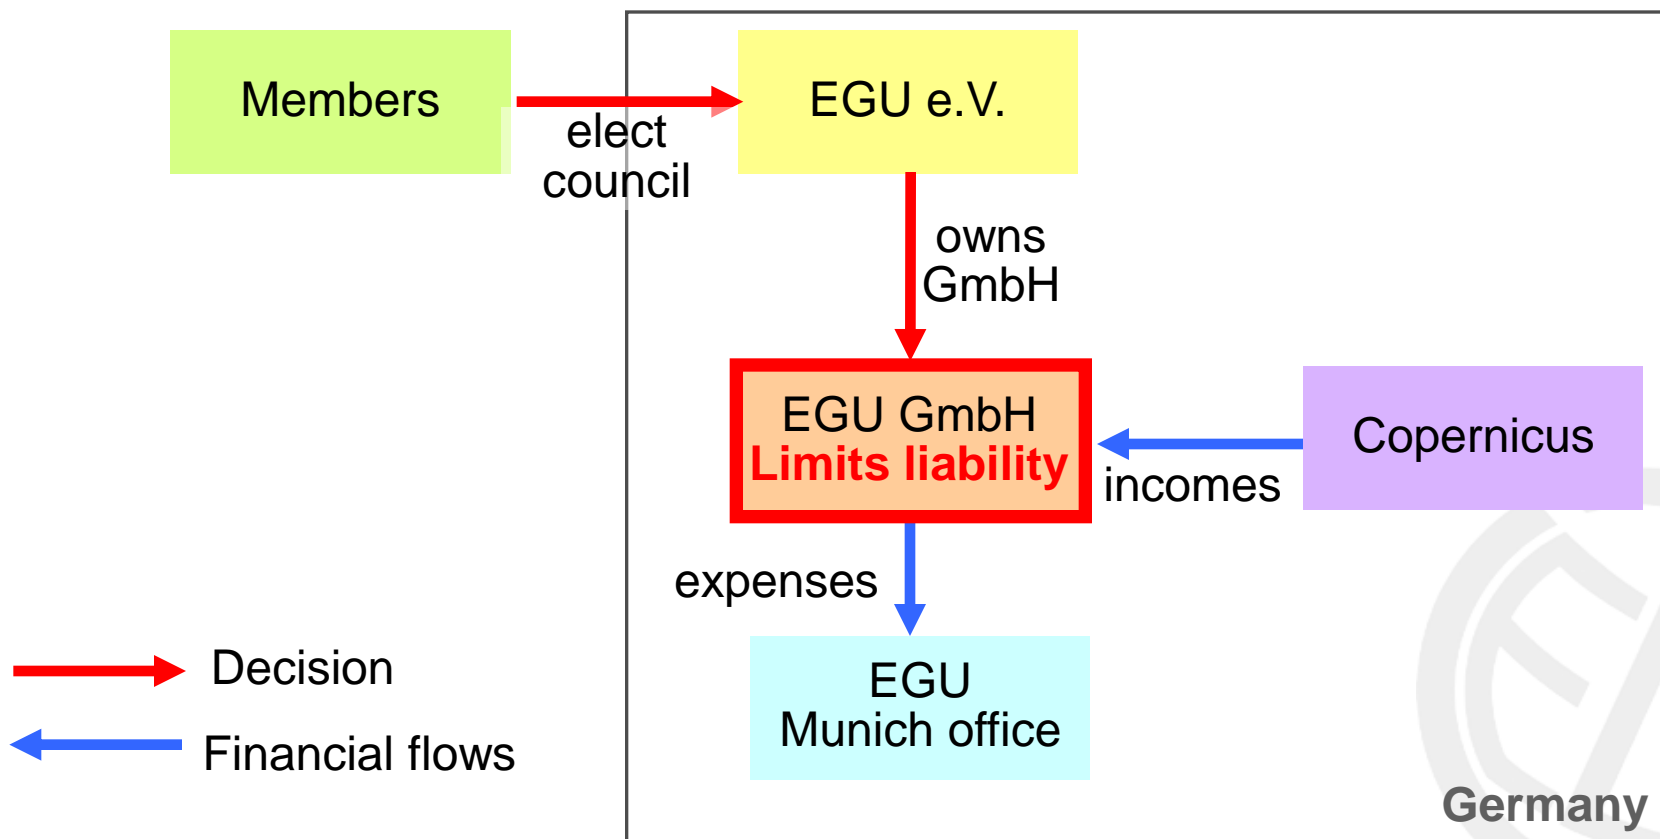 Members
elect
council
EGU e.V.
owns
GmbH
EGU GmbH
Limits liability
incomes
Copernicus
expenses
EGU
Munich office
Decision
Financial flows
Germany